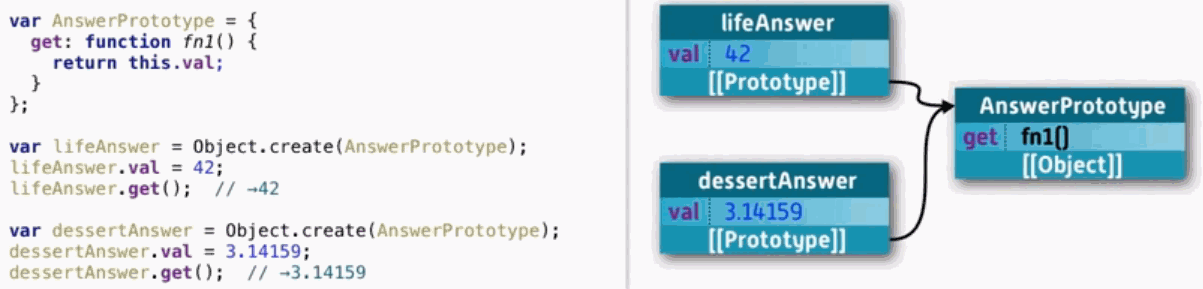 var AnswerPrototype = {
  get: function fn1() {
    return this.val;
  }
};

var lifeAnswer = Object.create(AnswerPrototype);
lifeAnswer.val = 42;
lifeAnswer.get();  // →42

var dessertAnswer = Object.create(AnswerPrototype);
dessertAnswer.val = 3.14159;
dessertAnswer.get();  // →3.14159

lifeAnswer
val 42
[[Prototype]]
dessertAnswer
val 3.14159
[[Prototype]]
AnswerPrototype
get fn1()
[[Object]]